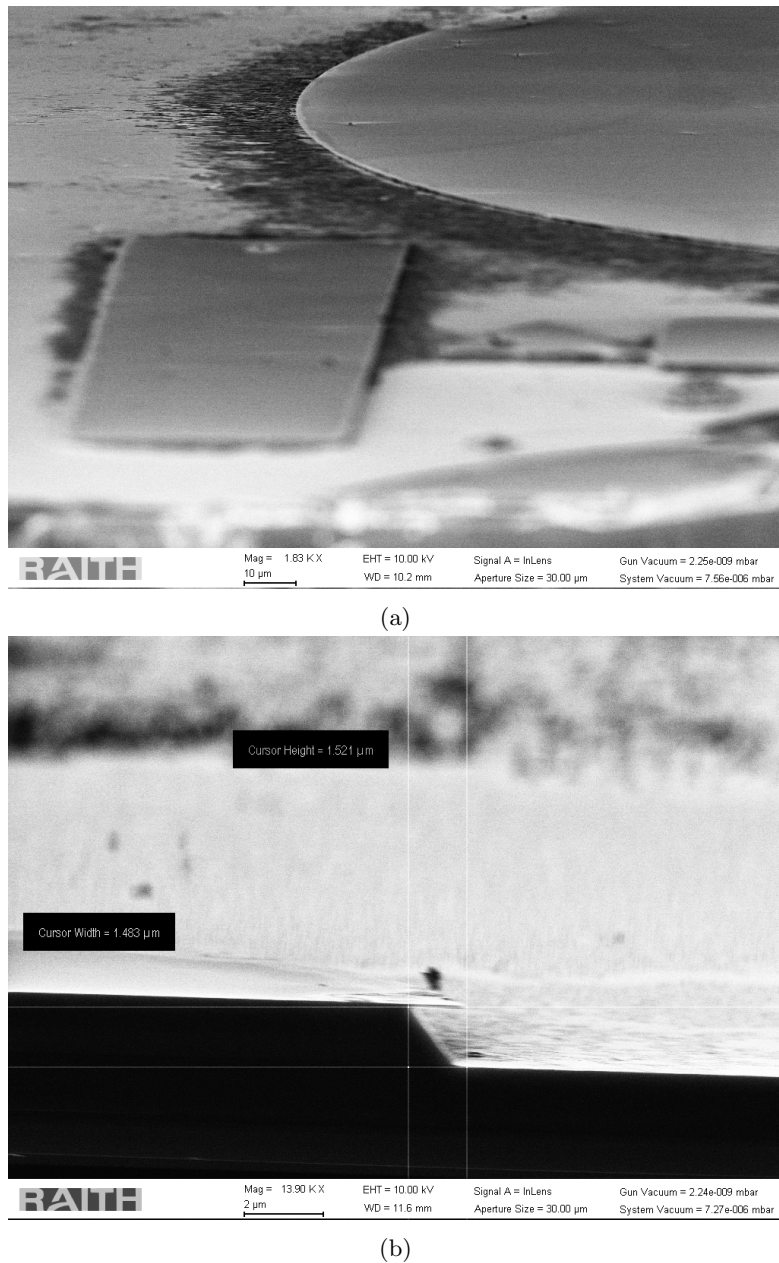 RAITH
Mag = 1.83 K X
10 µm
EHT = 10.00 kV
WD = 10.2 mm
Signal A = InLens
Aperture Size = 30.00 µm
Gun Vacuum = 2.25e-009 mbar
System Vacuum = 7.56e-006 mbar
(a)
Cursor Height = 1.521 µm
Cursor Width = 1.483 µm
RAITH
Mag = 13.90 K X
2 µm
EHT = 10.00 kV
WD = 11.6 mm
Signal A = InLens
Aperture Size = 30.00 µm
Gun Vacuum = 2.24e-009 mbar
System Vacuum = 7.27e-006 mbar
(b)